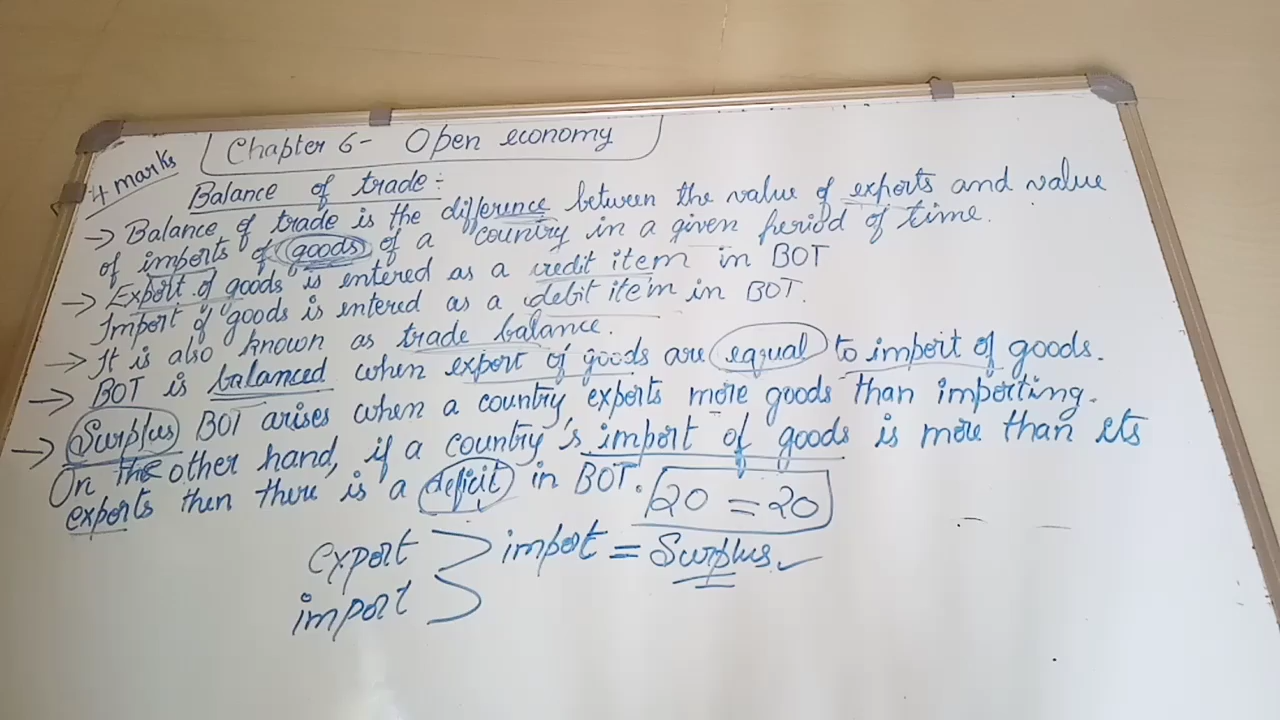 Chapter 6- Open economy
4 marks
Balance of trade:-
→ Balance of trade is the difference between the value of exports and value
of imports of goods of a country in a given period of time.
→ Export of goods is entered as a credit item in BOT
Import of goods is entered as a debit item in BOT.
→ It is also known as trade balance.
→ BOT is balanced when export of goods are equal to import of goods.
→ Surplus BOT arises when a country exports more goods than importing.
On the other hand, if a country's import of goods is more than its
exports then there is a deficit in BOT.
20 = 20
export > import = Surplus ✓
import